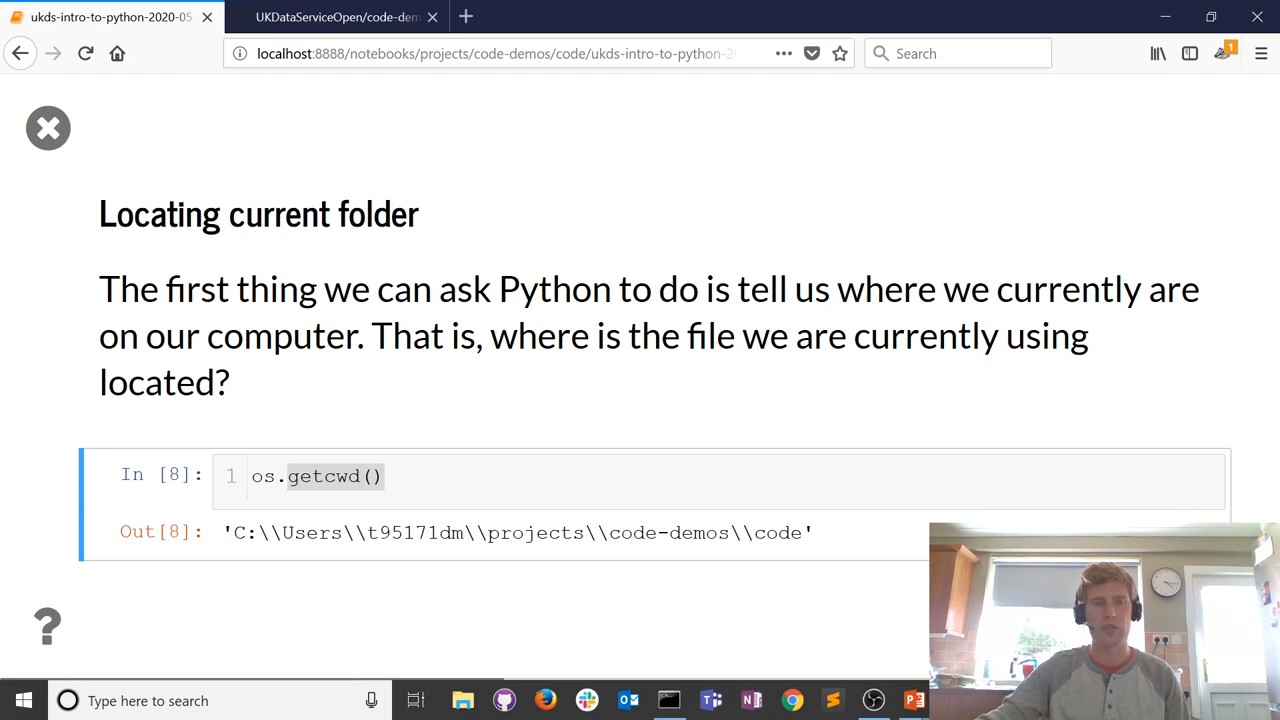 ukds-intro-to-python-2020-05-
UKDataServiceOpen/code-dem
localhost:8888/notebooks/projects/code-demos/code/ukds-intro-to-python-2
Search
1
Locating current folder
The first thing we can ask Python to do is tell us where we currently are
on our computer. That is, where is the file we are currently using
located?
In [8]:
1 os.getcwd()
Out[8]: 'C:\\Users\\t95171dm\\projects\\code-demos\\code'
?
Type here to search